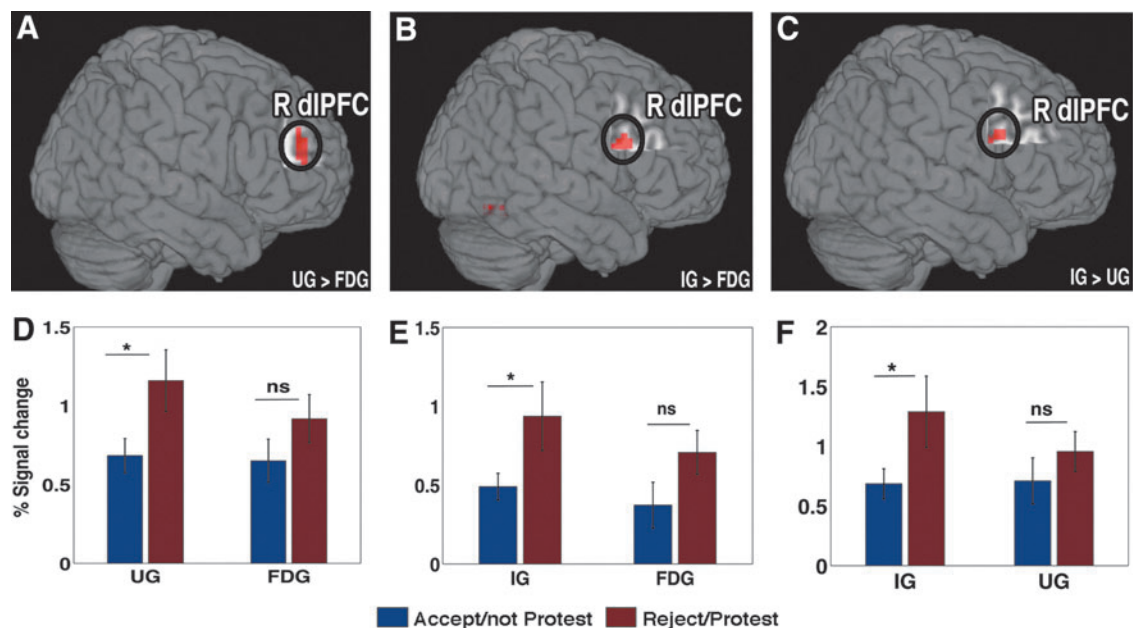 A
R dlPFC
UG > FDG
B
R dlPFC
IG > FDG
C
R dlPFC
IG > UG
D
% Signal change
1.5
1
0.5
0
*
ns
UG
FDG
E
1.5
1
0.5
0
*
ns
IG
FDG
F
2
1.5
1
0.5
0
*
ns
IG
UG
Accept/not Protest
Reject/Protest